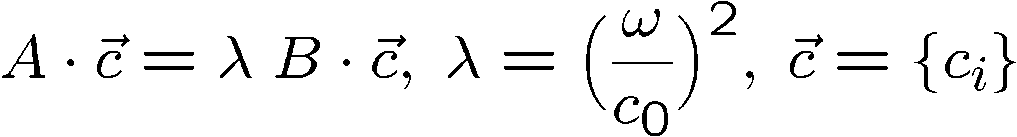 A · c⃗ = λ B · c⃗, λ = (ω/c₀)², c⃗ = {cᵢ}